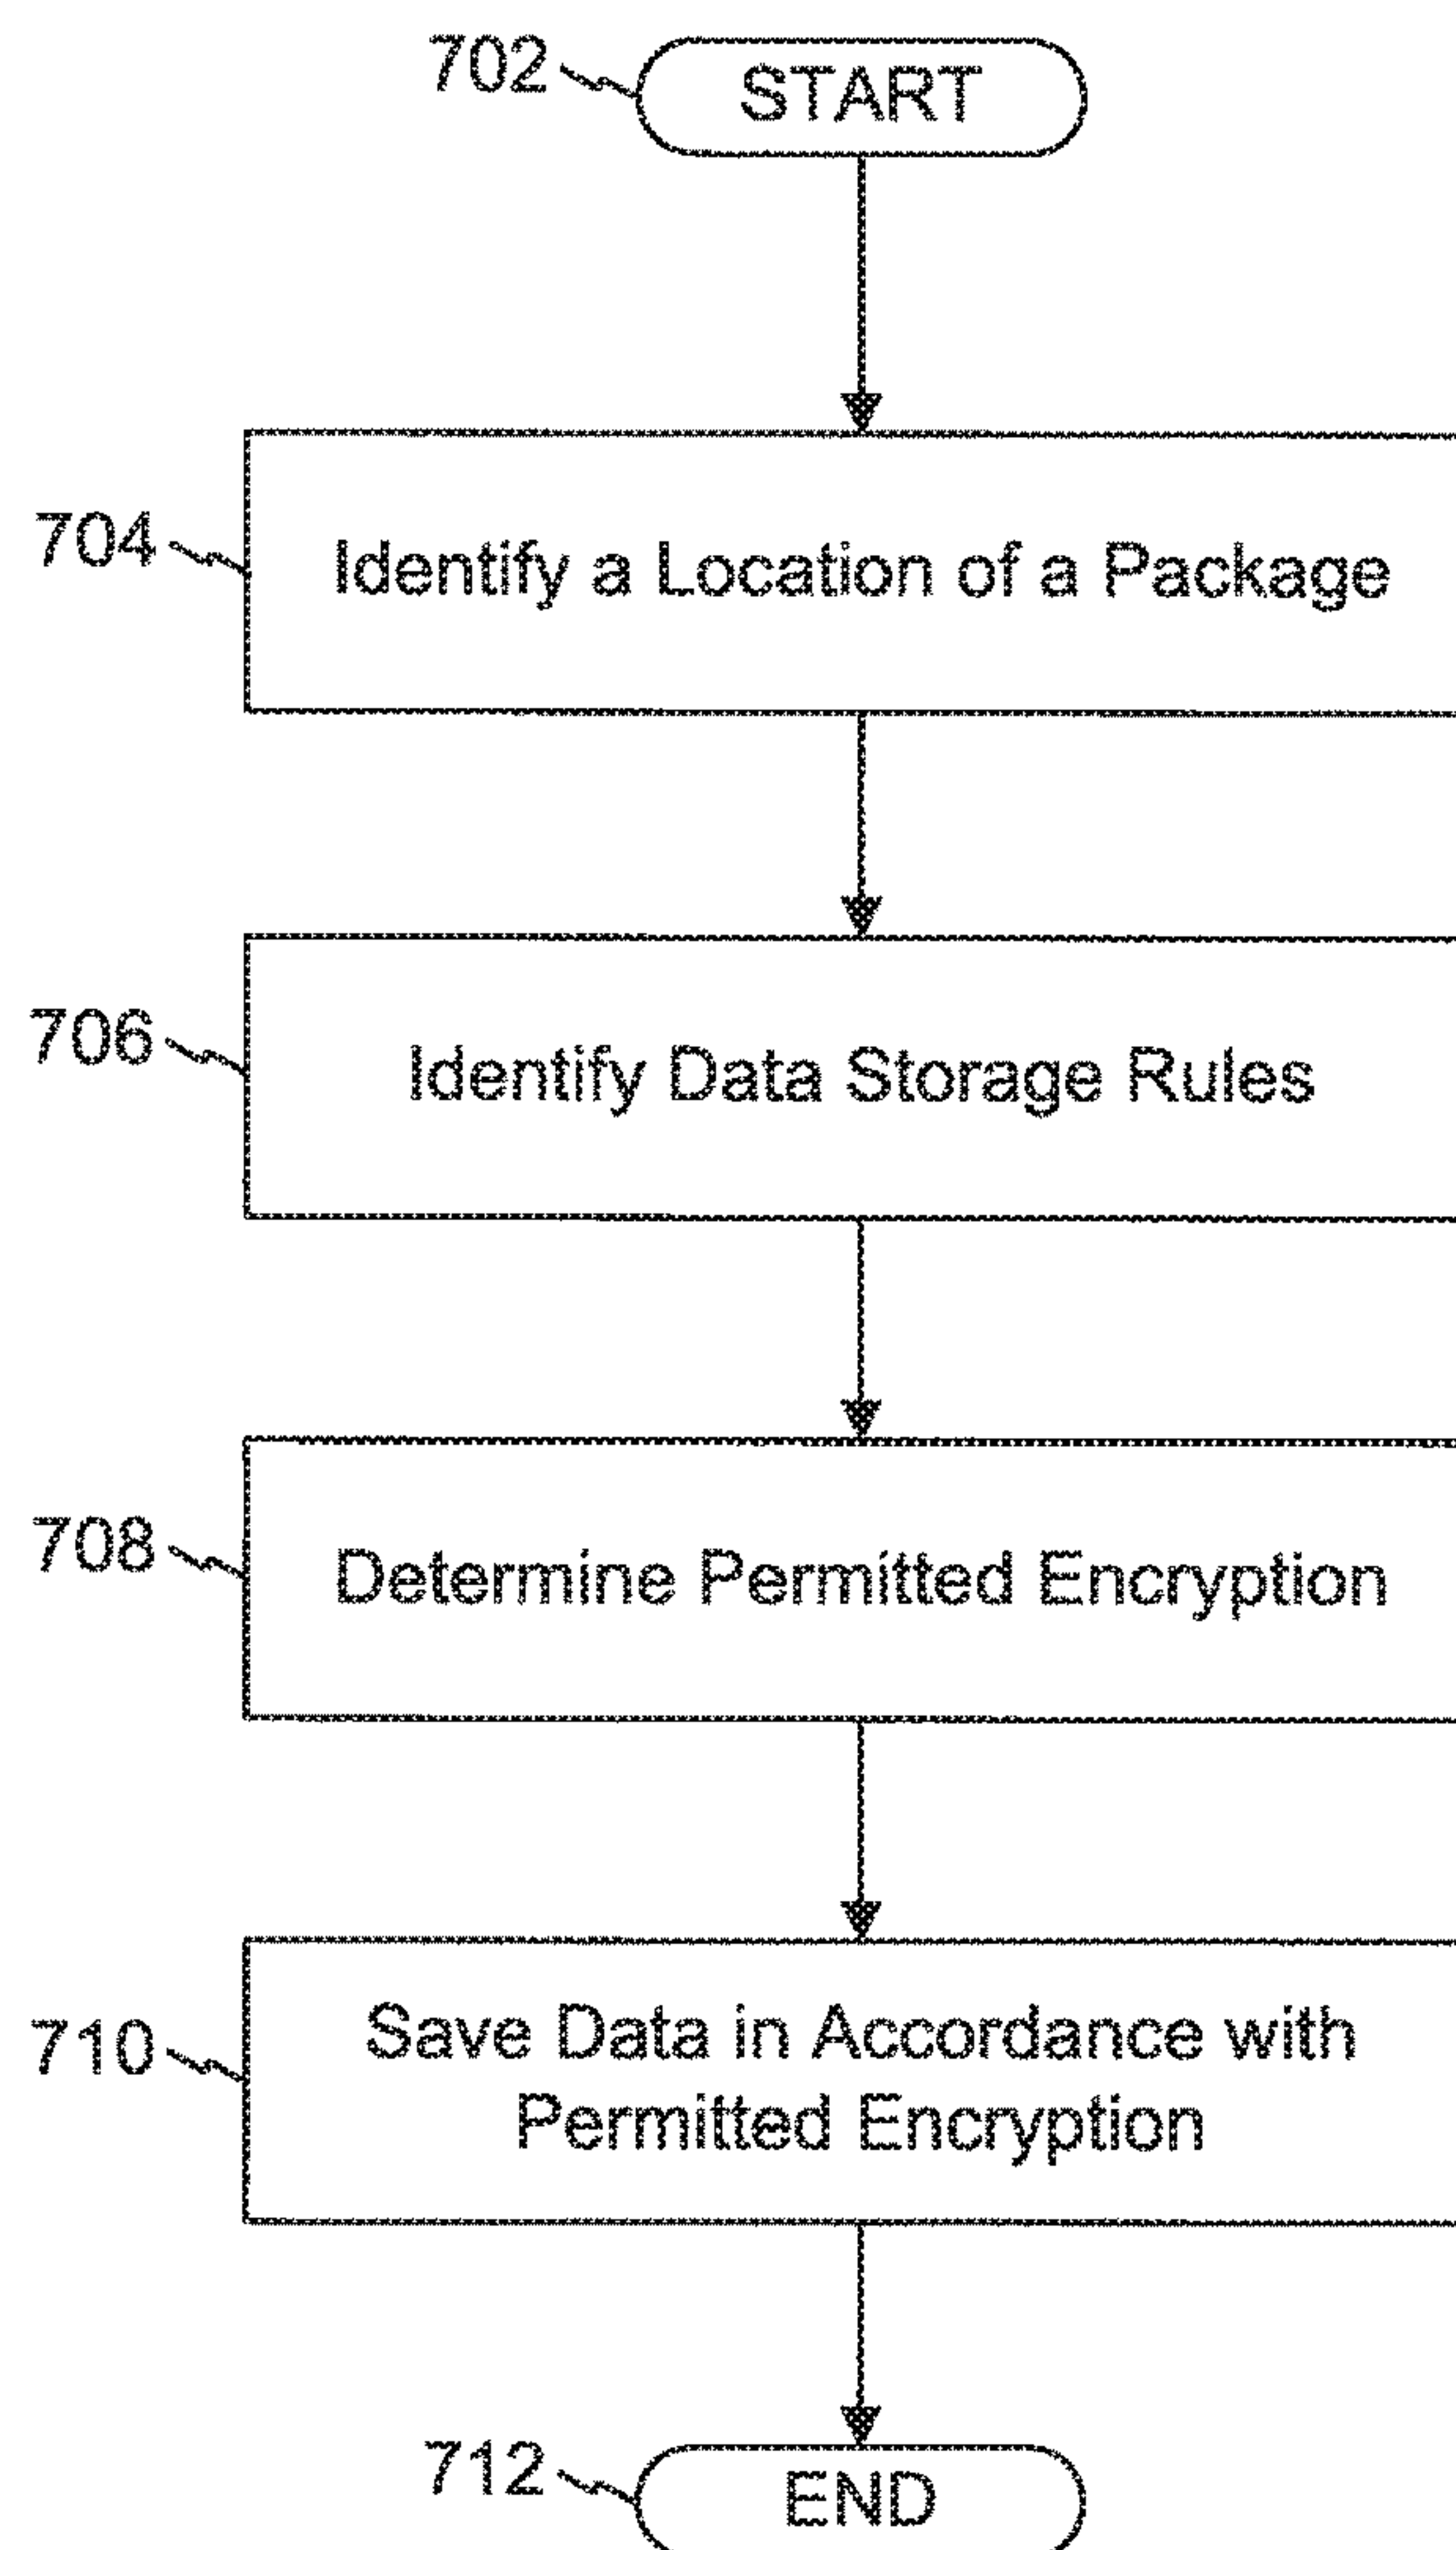 702
START
704
Identify a Location of a Package
706
Identify Data Storage Rules
708
Determine Permitted Encryption
710
Save Data in Accordance with
Permitted Encryption
712
END